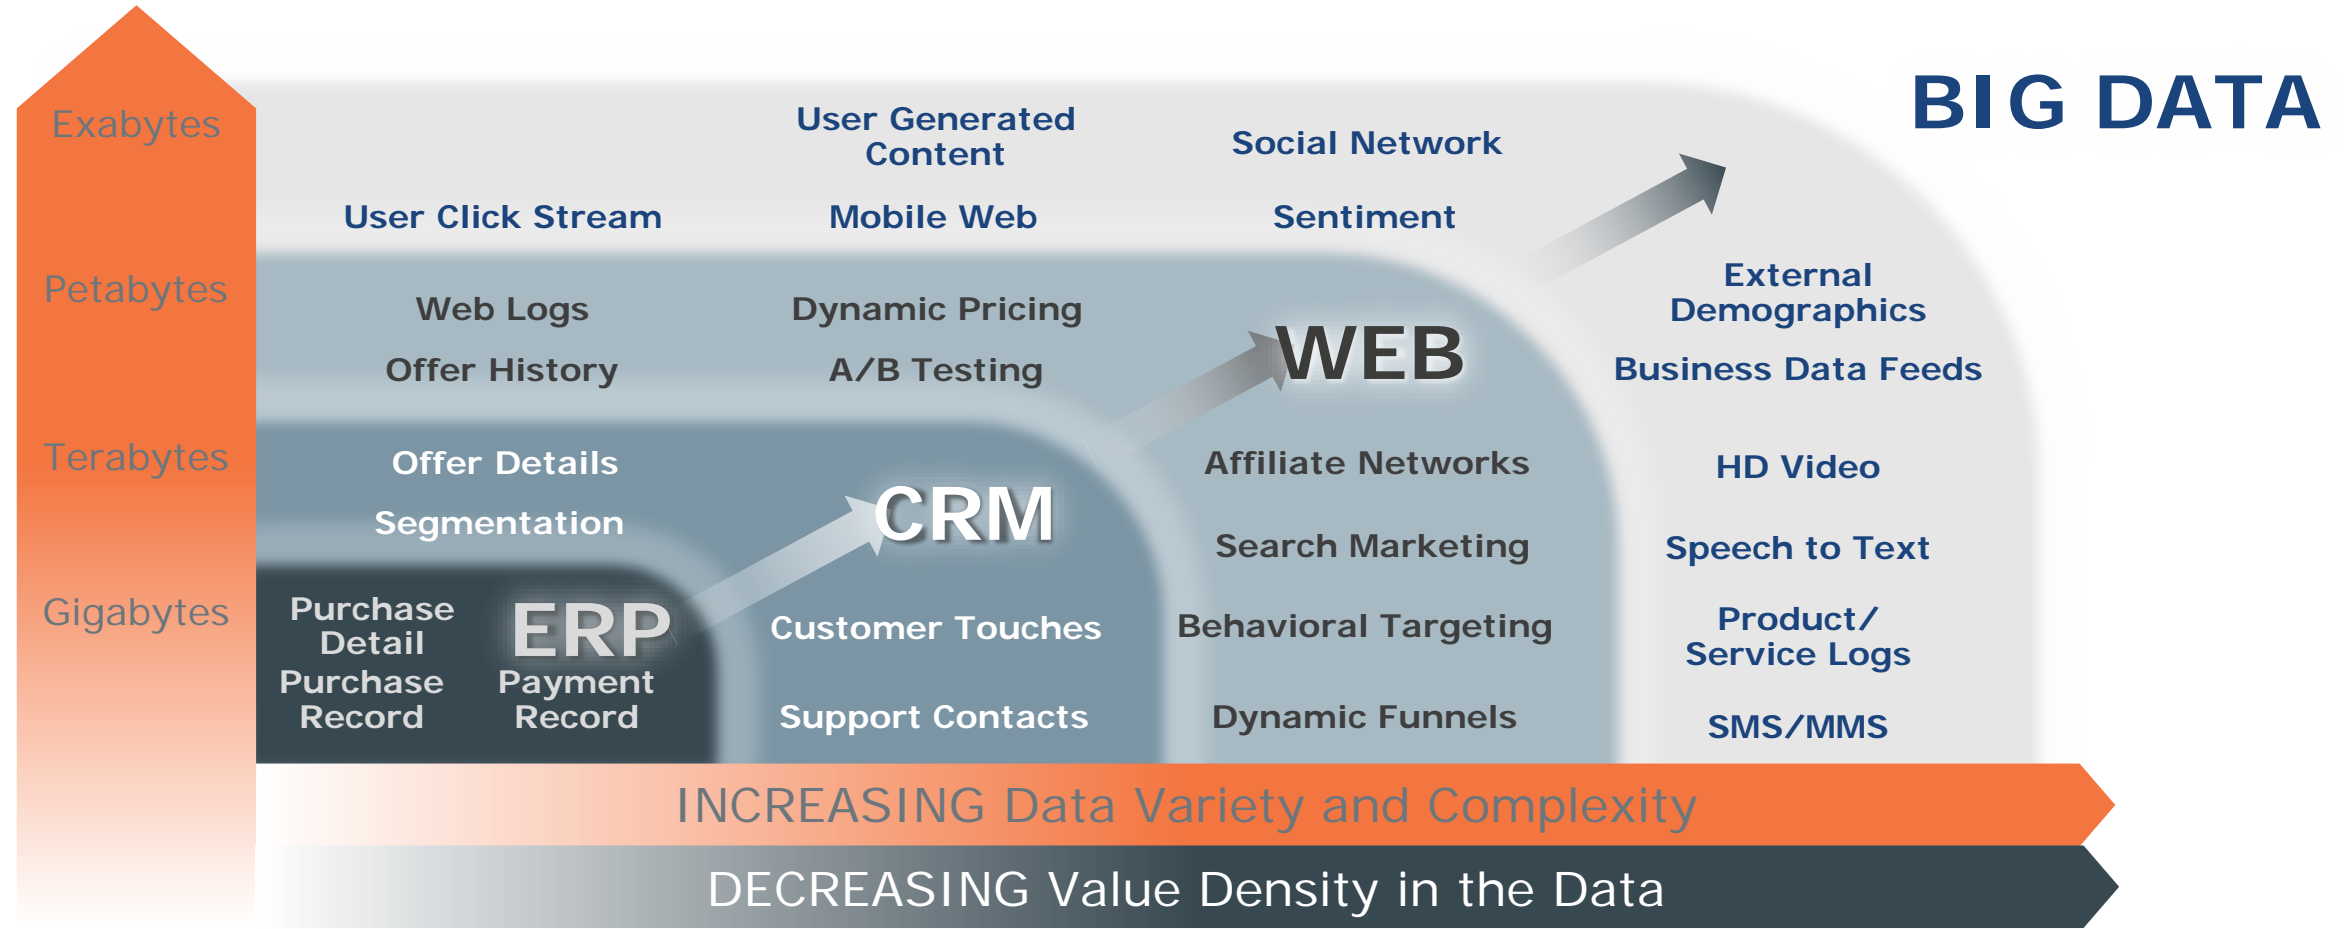 BIG DATA
Exabytes
Petabytes
Terabytes
Gigabytes
User Generated
Content
Social Network
User Click Stream
Mobile Web
Sentiment
External
Demographics
Business Data Feeds
HD Video
Speech to Text
Product/
Service Logs
SMS/MMS
Web Logs
Dynamic Pricing
WEB
Offer History
A/B Testing
Affiliate Networks
Search Marketing
Behavioral Targeting
Dynamic Funnels
Offer Details
CRM
Segmentation
Customer Touches
Support Contacts
Purchase
Detail
ERP
Purchase
Record
Payment
Record
INCREASING Data Variety and Complexity
DECREASING Value Density in the Data